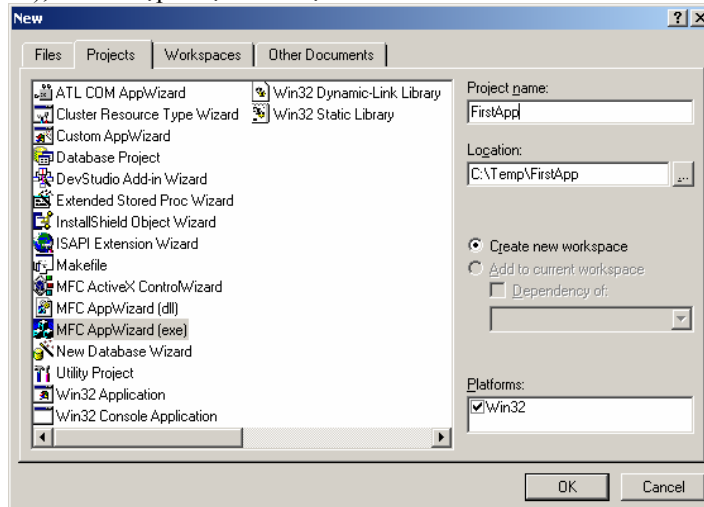 New
Files
Projects
Workspaces
Other Documents
ATL COM AppWizard
Cluster Resource Type Wizard
Custom AppWizard
Database Project
DevStudio Add-in Wizard
Extended Stored Proc Wizard
InstallShield Object Wizard
ISAPI Extension Wizard
Makefile
MFC ActiveX ControlWizard
MFC AppWizard (dll)
MFC AppWizard (exe)
New Database Wizard
Utility Project
Win32 Application
Win32 Console Application
Win32 Dynamic-Link Library
Win32 Static Library
Project name:
FirstApp
Location:
C:\Temp\FirstApp
...
Create new workspace
Add to current workspace
Dependency of:
Platforms:
Win32
OK
Cancel